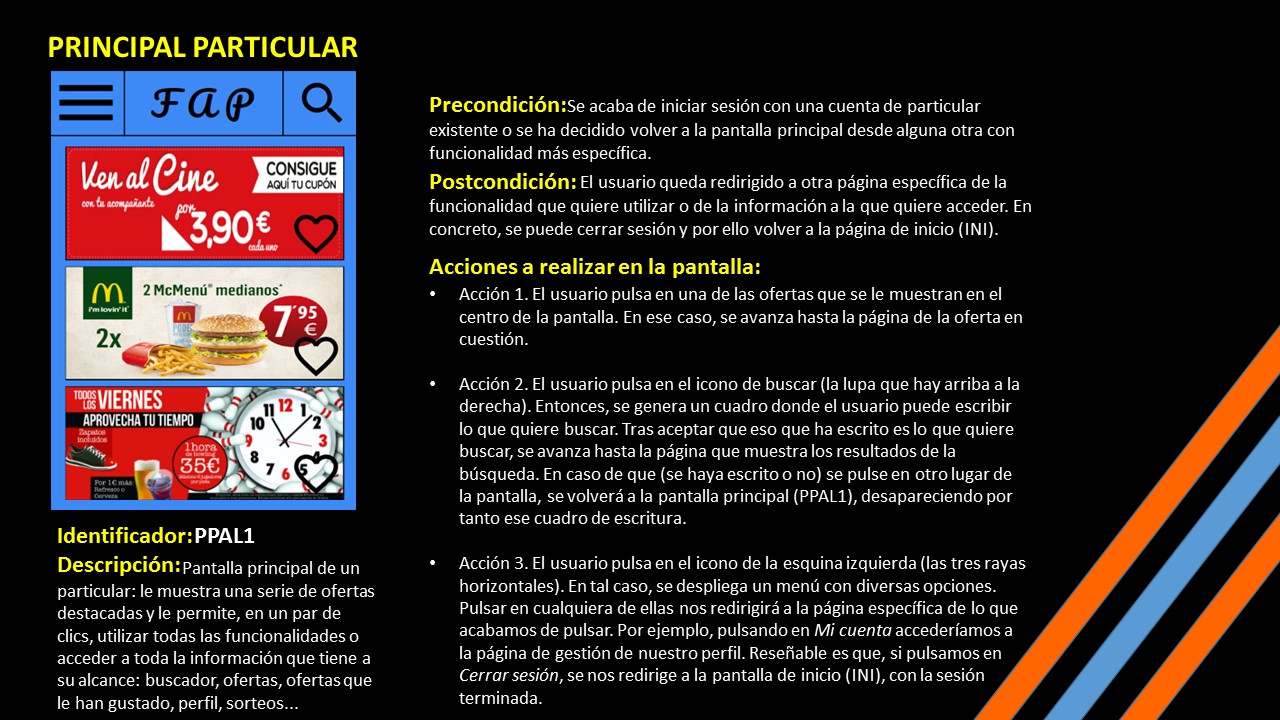 PRINCIPAL PARTICULAR
FAP
Ven al Cine
con tu acompañante
por
3,90€
cada uno
CONSIGUE
AQUÍ TU CUPÓN
i'm lovin' it
2 McMenú® medianos*
2x
7'95
€
TODOS
LOS VIERNES
APROVECHA TU TIEMPO
Zapatos
incluidos
1 hora
de bowling
35€
Por 1 € más:
Refresco o
Cerveza
12
1
2
3
5
6
7
8
9
10
11
Identificador: PPAL1
Descripción: Pantalla principal de un
particular: le muestra una serie de ofertas
destacadas y le permite, en un par de
clics, utilizar todas las funcionalidades o
acceder a toda la información que tiene a
su alcance: buscador, ofertas, ofertas que
le han gustado, perfil, sorteos...
Precondición:Se acaba de iniciar sesión con una cuenta de particular
existente o se ha decidido volver a la pantalla principal desde alguna otra con
funcionalidad más específica.
Postcondición: El usuario queda redirigido a otra página específica de la
funcionalidad que quiere utilizar o de la información a la que quiere acceder. En
concreto, se puede cerrar sesión y por ello volver a la página de inicio (INI).
Acciones a realizar en la pantalla:
• Acción 1. El usuario pulsa en una de las ofertas que se le muestran en el
centro de la pantalla. En ese caso, se avanza hasta la página de la oferta en
cuestión.
• Acción 2. El usuario pulsa en el icono de buscar (la lupa que hay arriba a la
derecha). Entonces, se genera un cuadro donde el usuario puede escribir
lo que quiere buscar. Tras aceptar que eso que ha escrito es lo que quiere
buscar, se avanza hasta la página que muestra los resultados de la
búsqueda. En caso de que (se haya escrito o no) se pulse en otro lugar de
la pantalla, se volverá a la pantalla principal (PPAL1), desapareciendo por
tanto ese cuadro de escritura.
• Acción 3. El usuario pulsa en el icono de la esquina izquierda (las tres rayas
horizontales). En tal caso, se despliega un menú con diversas opciones.
Pulsar en cualquiera de ellas nos redirigirá a la página específica de lo que
acabamos de pulsar. Por ejemplo, pulsando en Mi cuenta accederíamos a
la página de gestión de nuestro perfil. Reseñable es que, si pulsamos en
Cerrar sesión, se nos redirige a la pantalla de inicio (INI), con la sesión
terminada.